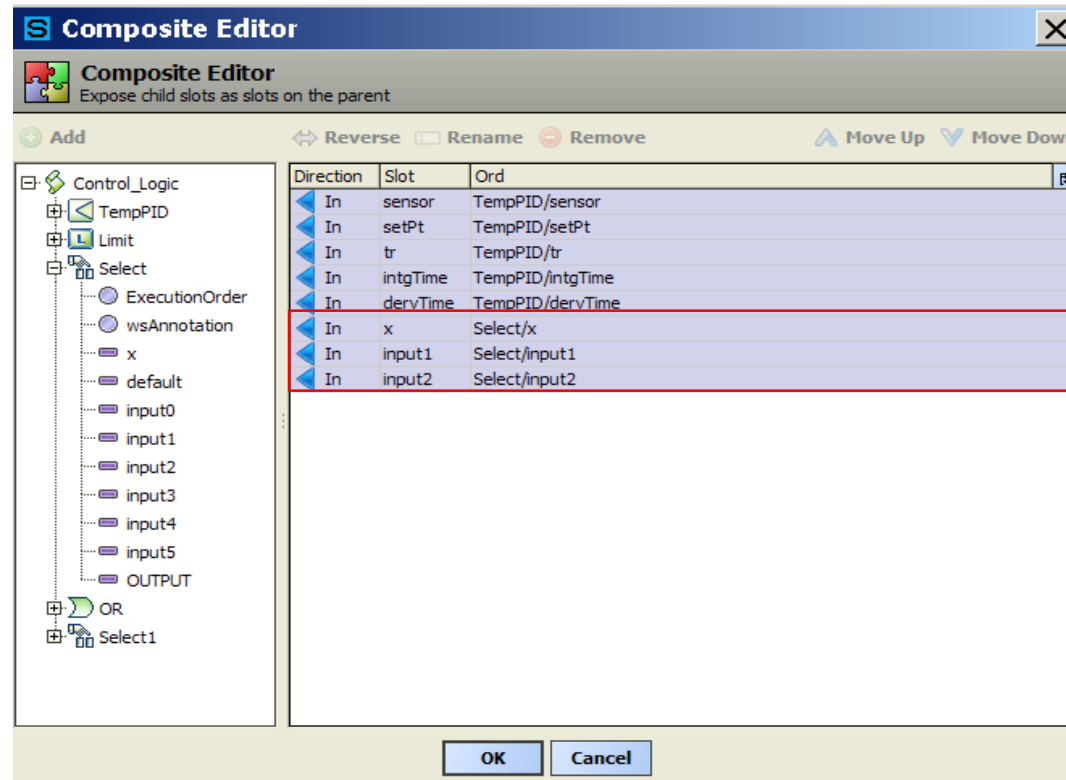 S Composite Editor
Composite Editor
Expose child slots as slots on the parent
Add Reverse Rename Remove Move Up Move Dow
Control_Logic
TempPID
Limit
L
Select
ExecutionOrder
wsAnnotation
x
default
input0
input1
input2
input3
input4
input5
OUTPUT
OR
Select1
Direction Slot Ord
In sensor TempPID/sensor
In setPt TempPID/setPt
In tr TempPID/tr
In intgTime TempPID/intgTime
In dervTime TempPID/dervTime
In x Select/x
In input1 Select/input1
In input2 Select/input2
OK Cancel